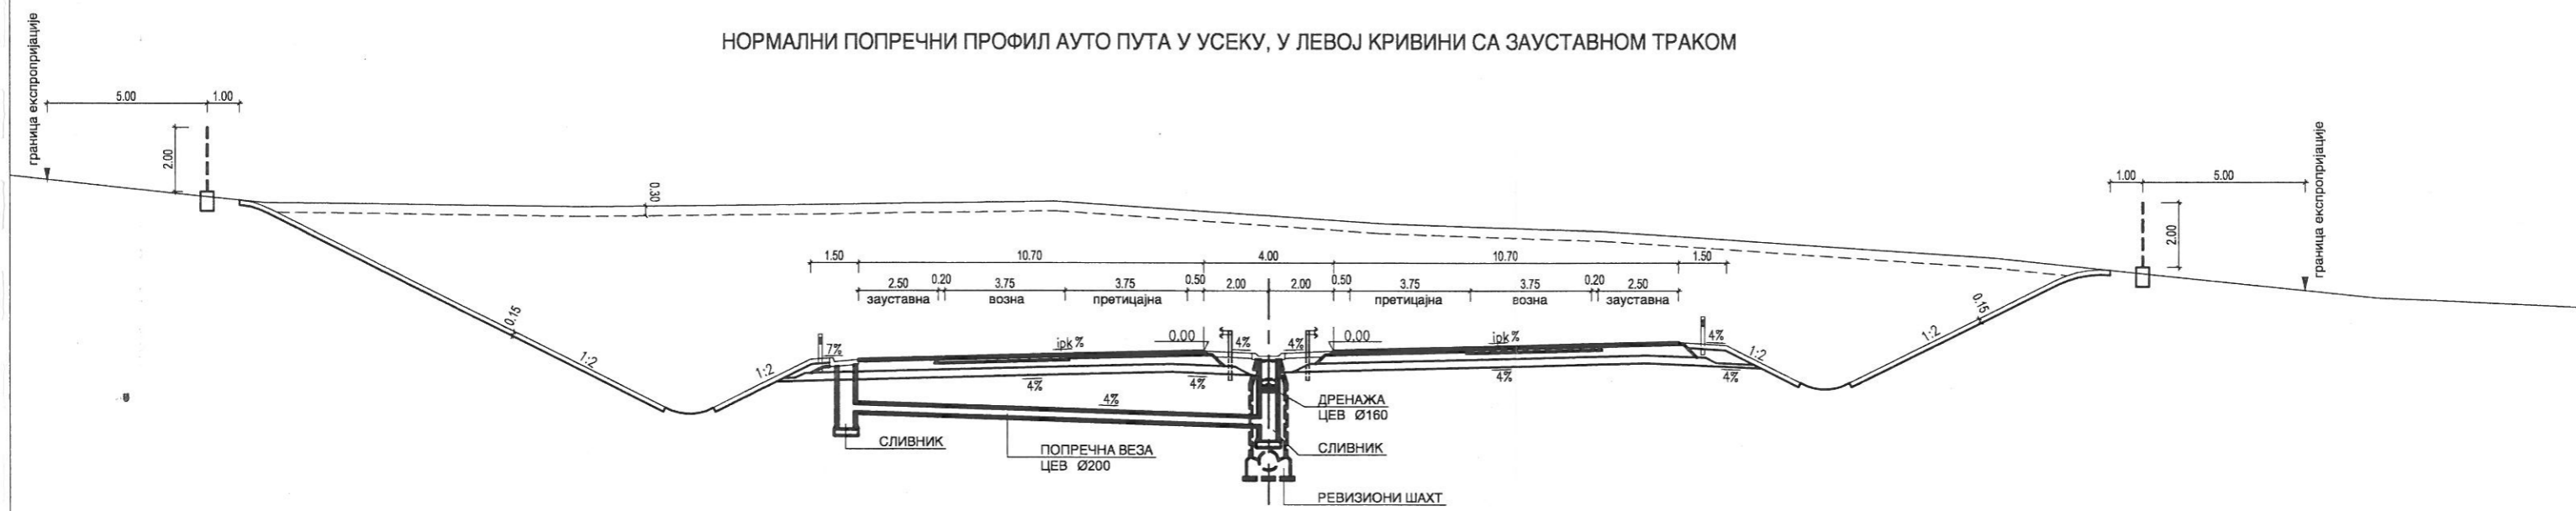 НОРМАЛНИ ПОПРЕЧНИ ПРОФИЛ АУТО ПУТА У УСЕКУ, У ЛЕВОЈ КРИВИНИ СА ЗАУСТАВНОМ ТРАКОМ
граница експропријације
5.00 1.00
2.00
0.30
граница експропријације
1.00 5.00
2.00
1.50 10.70 4.00 10.70 1.50
2.50 0.20 3.75 3.75 0.50 2.00 2.00 0.50 3.75 3.75 0.20 2.50
зауставна возна претицајна претицајна возна зауставна
0.15 0.15
1:2 1:2 1:2 1:2
7% ipk% 0.00 4% 4% 0.00 ipk% 4%
4% 4% 4% 4%
4%
ДРЕНАЖА
ЦЕВ Ø160
СЛИВНИК
ПОПРЕЧНА ВЕЗА
ЦЕВ Ø200
СЛИВНИК
РЕВИЗИОНИ ШАХТ